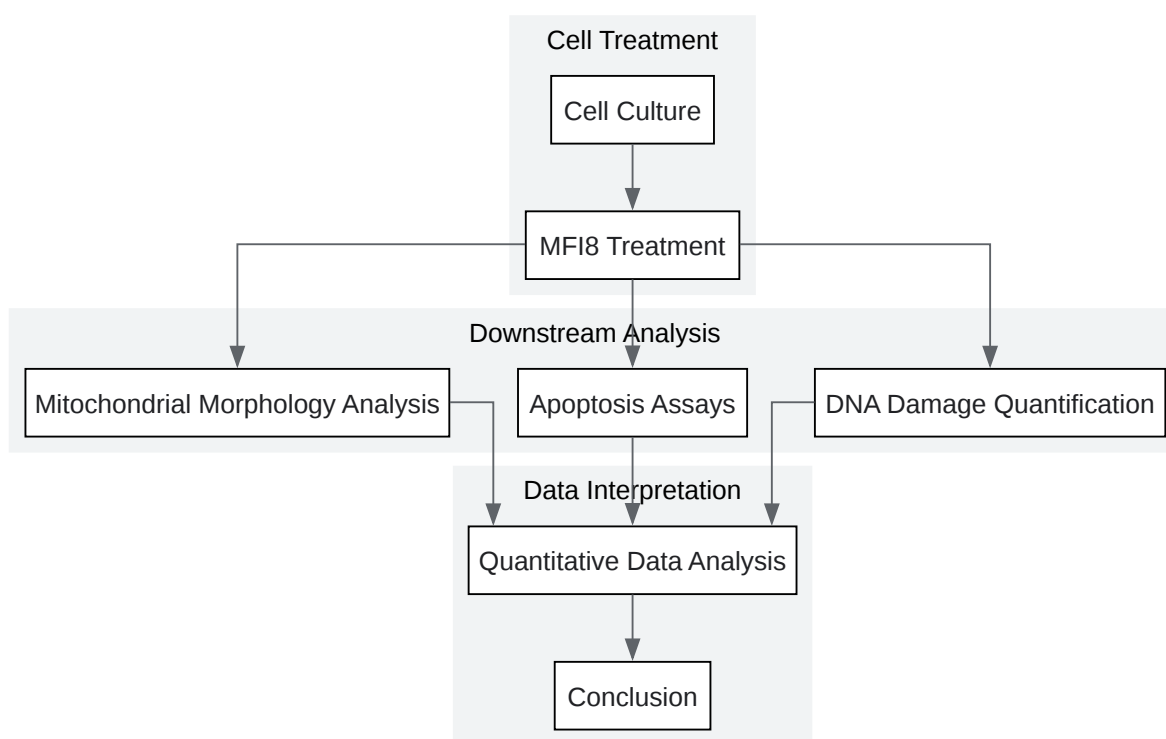 Cell Treatment
Cell Culture
MFI8 Treatment
Downstream Analysis
Mitochondrial Morphology Analysis
Apoptosis Assays
DNA Damage Quantification
Data Interpretation
Quantitative Data Analysis
Conclusion